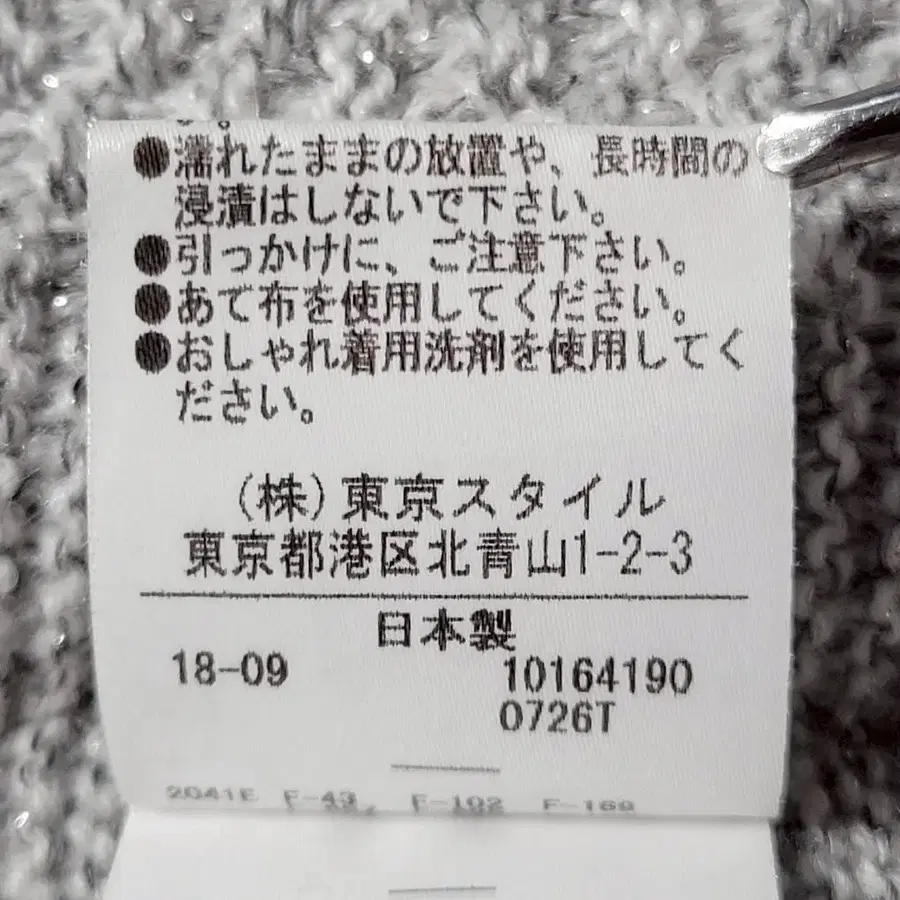 ●濡れたままの放置や、長時間の
浸漬はしないで下さい。
●引っかけに、ご注意下さい。
●あて布を使用してください。
●おしゃれ着用洗剤を使用してく
ださい。
(株)東京スタイル
東京都港区北青山1-2-3
日本製
18-09 10164190
0726T
2041E F-43, F-102 F-169